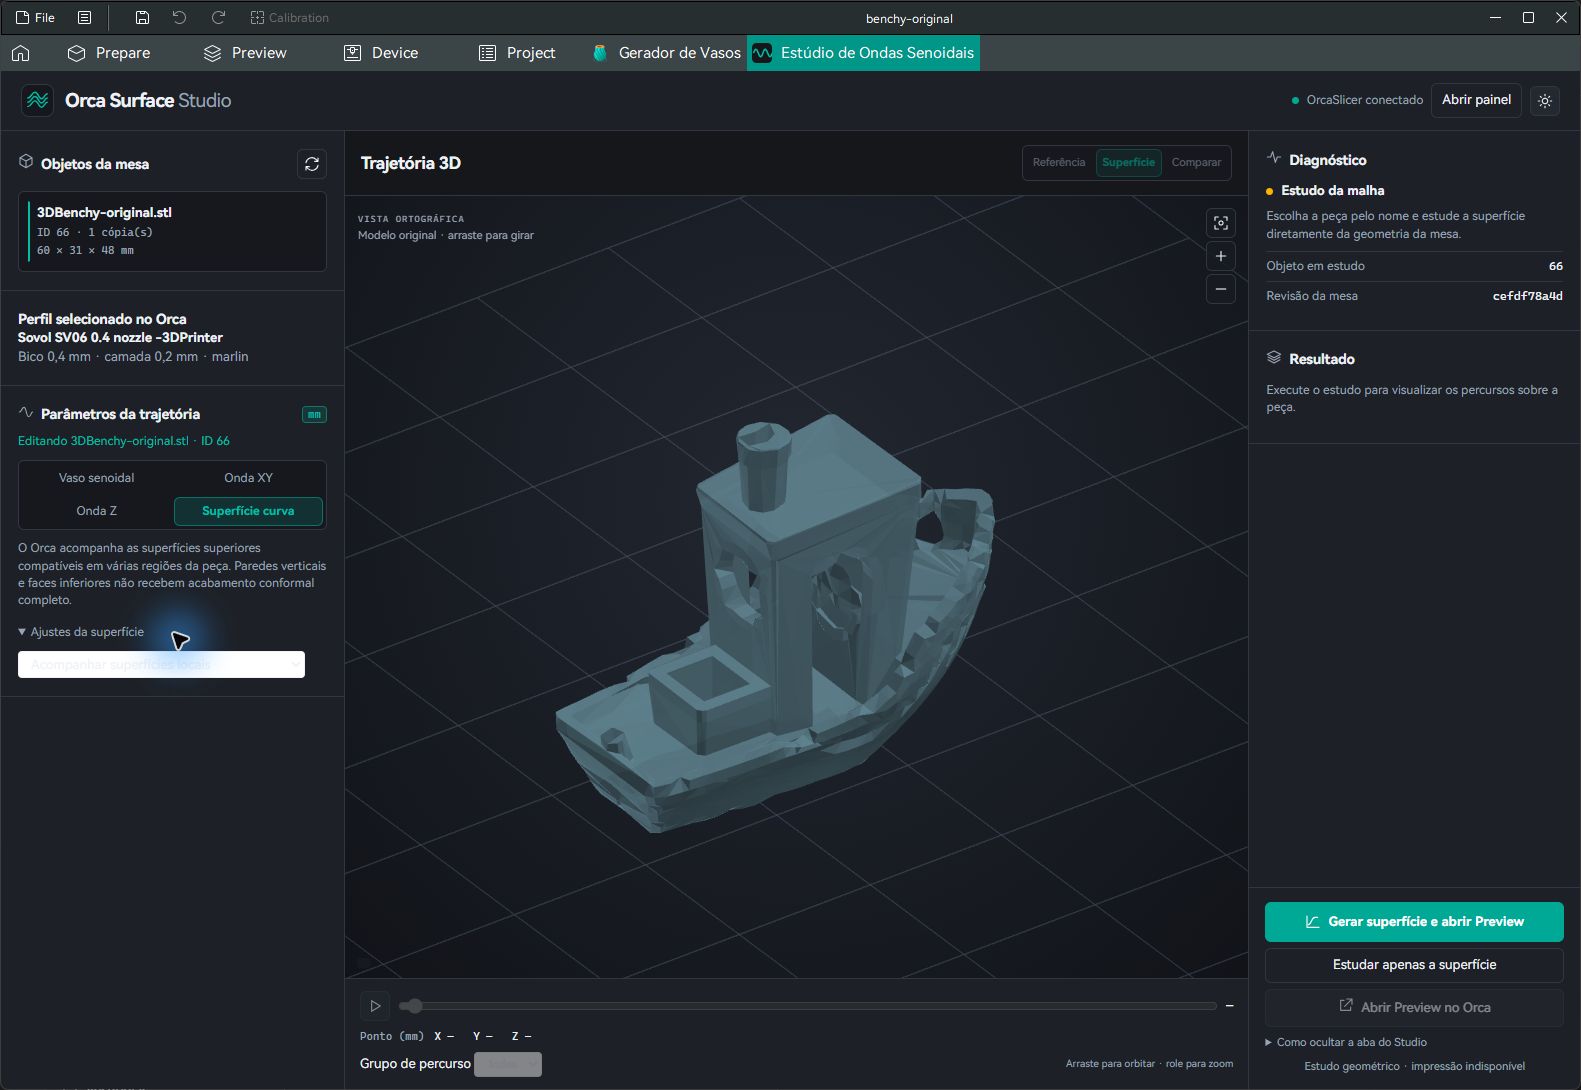 File
Calibration
benchy-original
Prepare
Preview
Device
Project
Gerador de Vasos
Estúdio de Ondas Senoidais
Orca Surface Studio
OrcaSlicer conectado
Abrir painel
Objetos da mesa
3DBenchy-original.stl
ID 66 · 1 cópia(s)
60 × 31 × 48 mm
Perfil selecionado no Orca
Sovol SV06 0.4 nozzle -3DPrinter
Bico 0,4 mm · camada 0,2 mm · marlin
Parâmetros da trajetória
mm
Editando 3DBenchy-original.stl · ID 66
Vaso senoidal
Onda XY
Onda Z
Superfície curva
O Orca acompanha as superfícies superiores
compatíveis em várias regiões da peça. Paredes verticais
e faces inferiores não recebem acabamento conformal
completo.
▼ Ajustes da superfície
Acompanhar superfícies locais
Trajetória 3D
Referência
Superfície
Comparar
VISTA ORTOGRÁFICA
Modelo original · arraste para girar
Ponto (mm) X — Y — Z —
Grupo de percurso
Arraste para orbitar · role para zoom
Diagnóstico
Estudo da malha
Escolha a peça pelo nome e estude a superfície
diretamente da geometria da mesa.
Objeto em estudo 66
Revisão da mesa cefdf78a4d
Resultado
Execute o estudo para visualizar os percursos sobre a
peça.
Gerar superfície e abrir Preview
Estudar apenas a superfície
Abrir Preview no Orca
Como ocultar a aba do Studio
Estudo geométrico · impressão indisponível